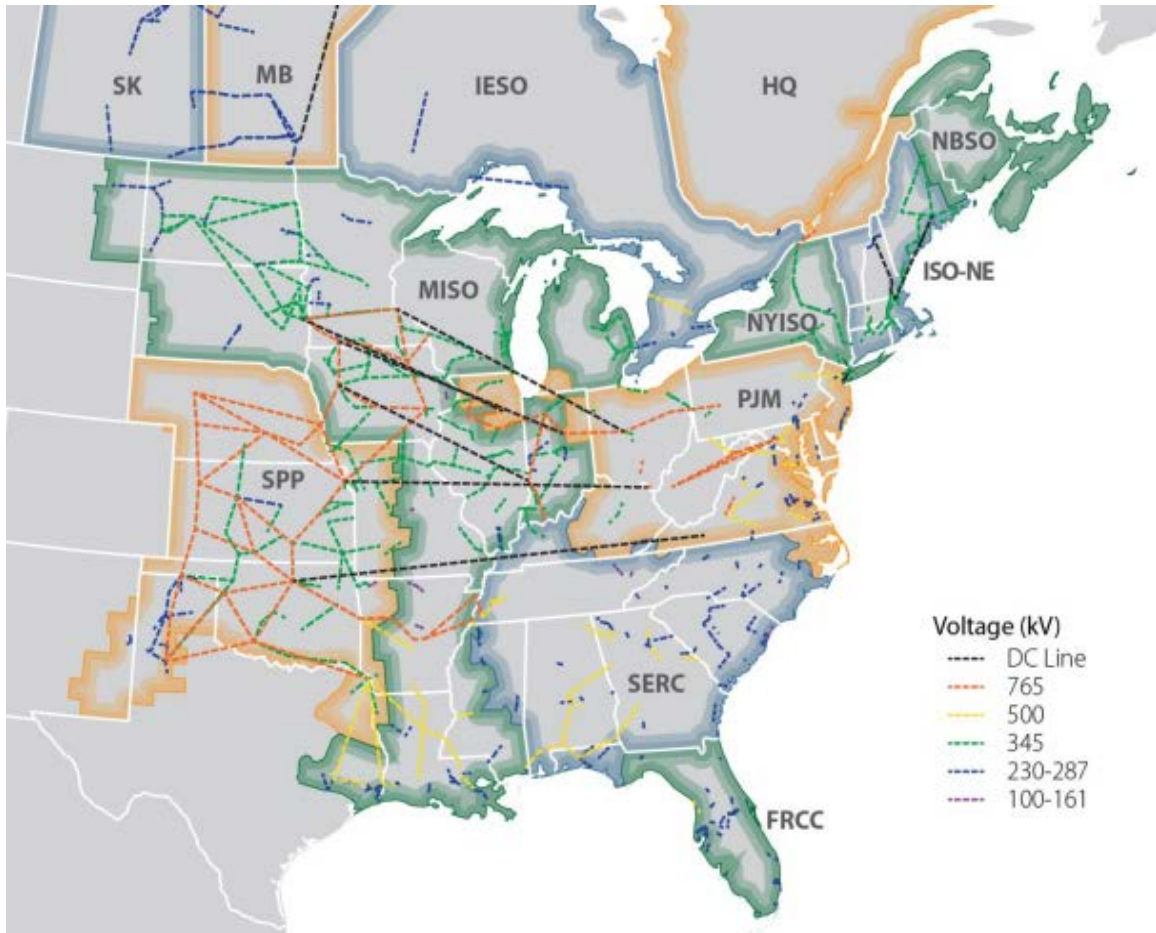 SK
MB
IESO
HQ
NBSO
MISO
ISO-NE
NYISO
PJM
SPP
SERC
FRCC
Voltage (kV)
DC Line
765
500
345
230-287
100-161